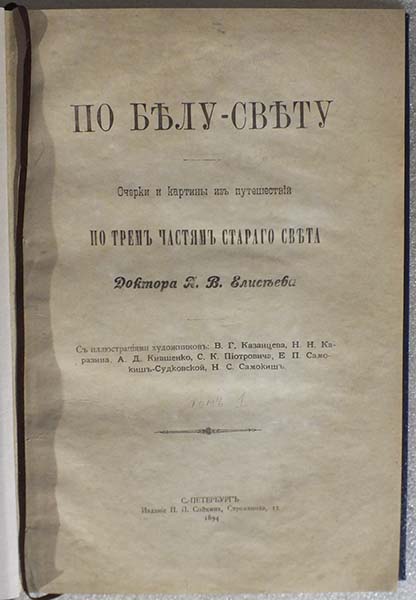 ПО БѢЛУ-СВѢТУ
Очерки и картины изъ путешествій
ПО ТРЕМЪ ЧАСТЯМЪ СТАРАГО СВѢТА
Доктора А. В. Елисѣева
Съ иллюстраціями художниковъ: В. Г. Казанцева, Н. Н. Ка-
разина, А. Д. Кившенко, С. К. Піотровича, Е. П. Само-
кишъ-Судковской, Н. С. Самокишъ.
томъ 1
С.-ПЕТЕРБУРГЪ
Изданіе П. П. Сойкина, Стремянная, 12
1894